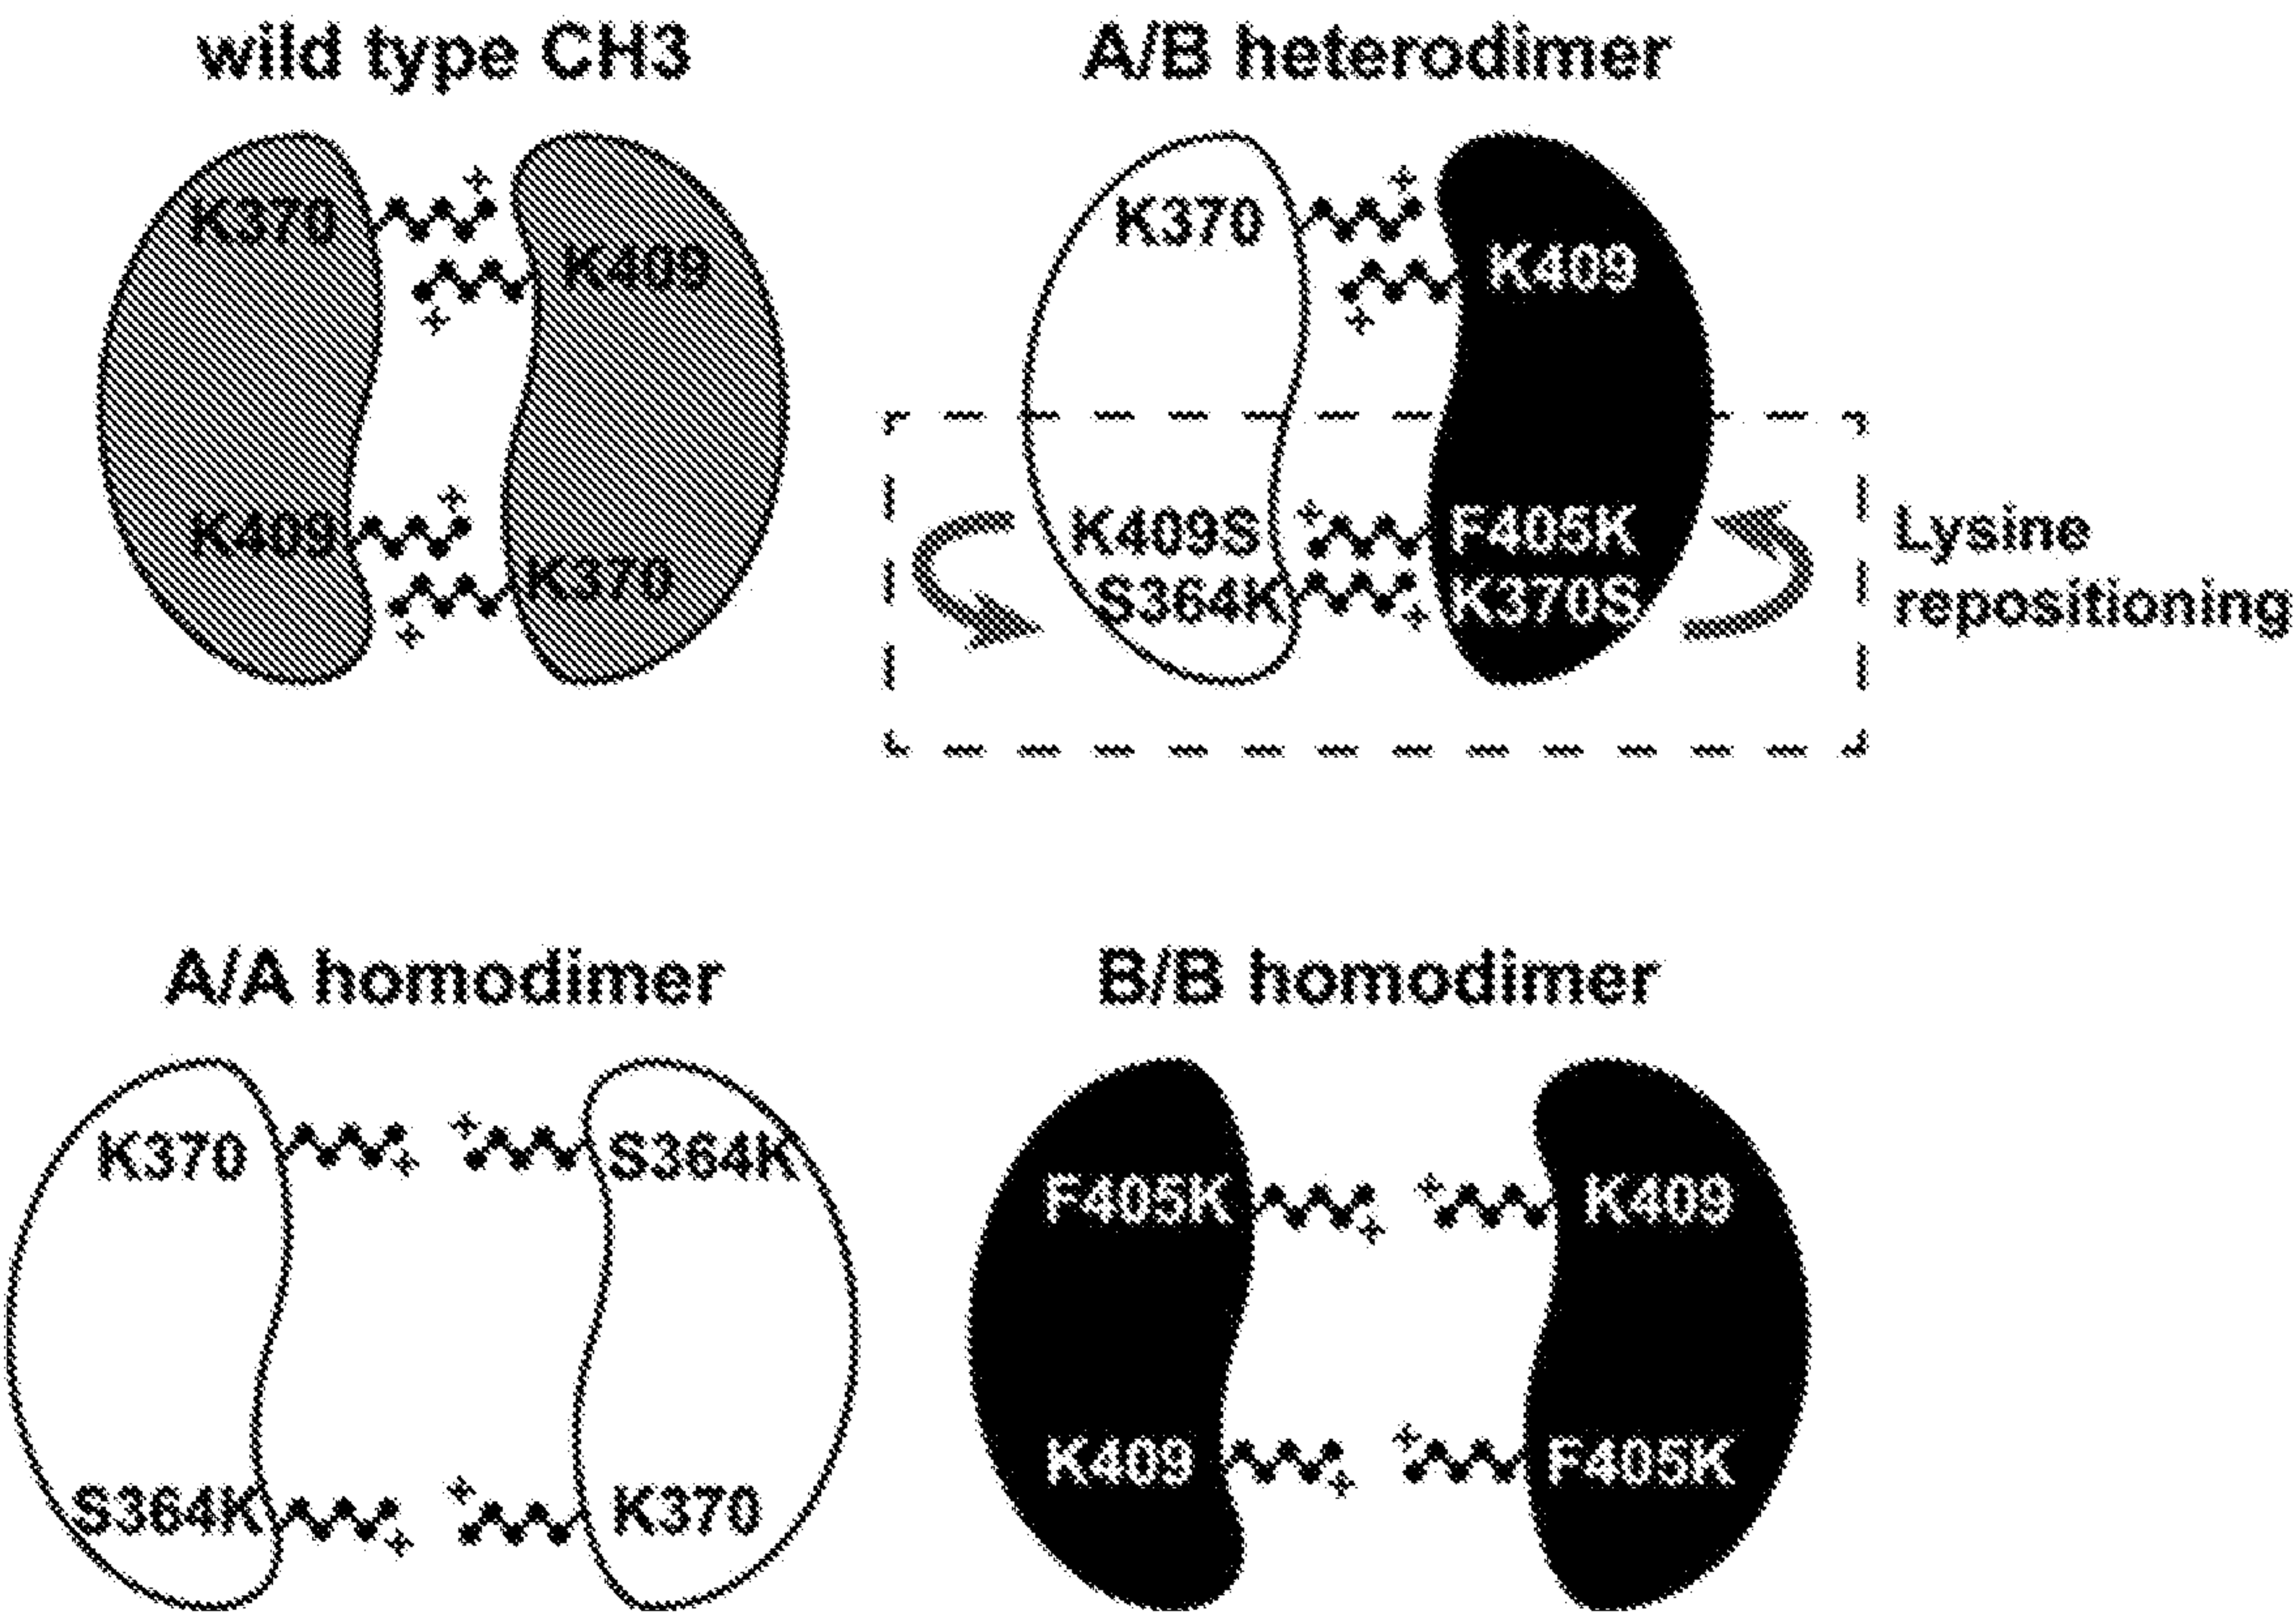 wild type CH3
A/B heterodimer
K370
K409
K409
K370
K370
K409
K409S
F405K
S364K
K370S
Lysine
repositioning
A/A homodimer
B/B homodimer
K370
S364K
S364K
K370
F405K
K409
K409
F405K